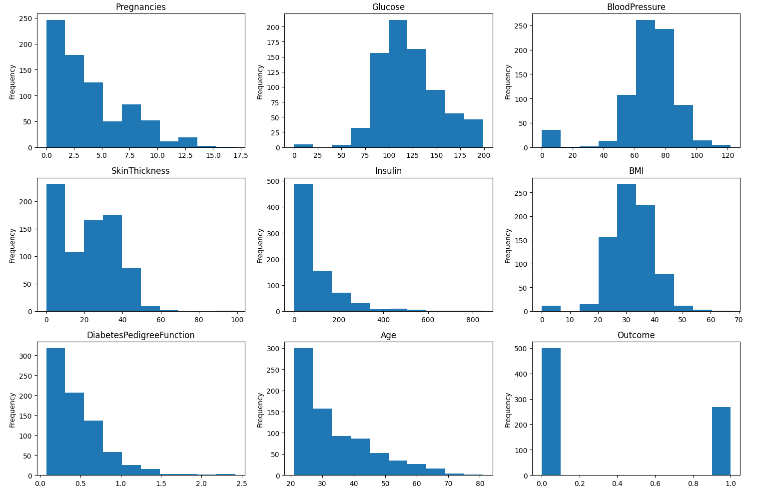 Pregnancies
Frequency
250
200
150
100
50
0
0.0 2.5 5.0 7.5 10.0 12.5 15.0 17.5
Glucose
Frequency
200
175
150
125
100
75
50
25
0
0 25 50 75 100 125 150 175 200
BloodPressure
Frequency
250
200
150
100
50
0
0 20 40 60 80 100 120
SkinThickness
Frequency
200
150
100
50
0
0 20 40 60 80 100
Insulin
Frequency
500
400
300
200
100
0
0 200 400 600 800
BMI
Frequency
250
200
150
100
50
0
0 10 20 30 40 50 60 70
DiabetesPedigreeFunction
Frequency
300
250
200
150
100
50
0
0.0 0.5 1.0 1.5 2.0 2.5
Age
Frequency
300
250
200
150
100
50
0
20 30 40 50 60 70 80
Outcome
Frequency
500
400
300
200
100
0
0.0 0.2 0.4 0.6 0.8 1.0